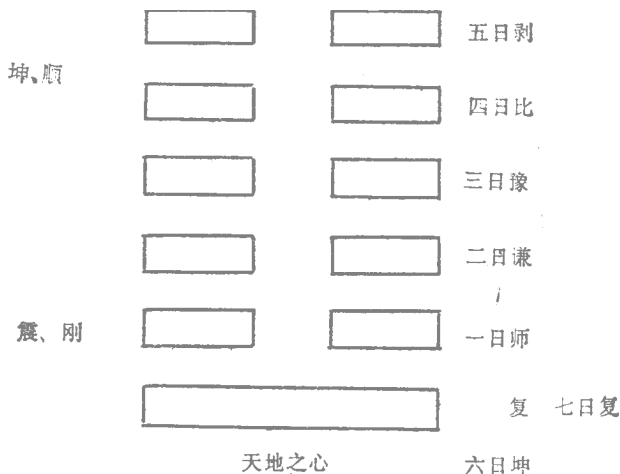 五日剥
坤、顺
四日比
三日豫
二日谦
震、刚
一日师
复 七日复
天地之心 六日坤